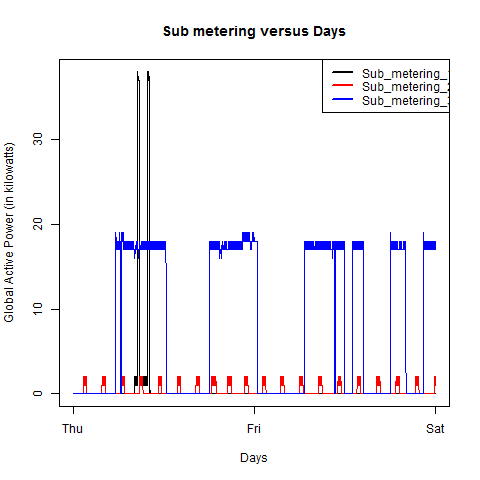 Sub metering versus Days
Sub_metering_
Sub_metering_
Sub_metering_
Global Active Power (in kilowatts)
30
20
10
0
Thu
Fri
Sat
Days